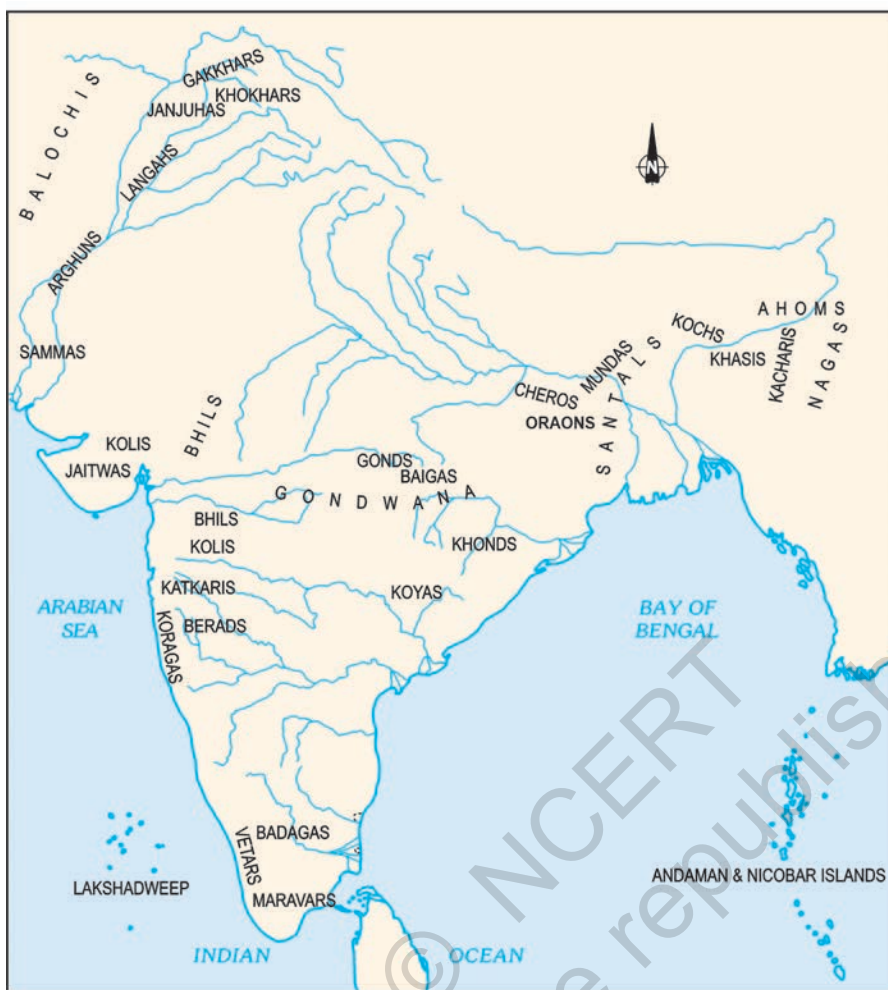 GAKKHARS
KHOKHARS
JANJUHAS
BALOCHIS
LANGAHS
N
ARGHUNS
AHOMS
KOCHS
SAMMAS
KHASIS
KACHARIS
NAGAS
MUNDAS
SANTALS
CHEROS
ORAONS
BHILS
KOLIS
JAITWAS
GONDS
BAIGAS
GONDWANA
BHILS
KOLIS
KHONDS
KATKARIS
KOYAS
ARABIAN
SEA
KORAGAS
BERADS
BAY OF
BENGAL
BADAGAS
VETARS
LAKSHADWEEP
MARAVARS
ANDAMAN & NICOBAR ISLANDS
INDIAN OCEAN
© NCERT
e republish